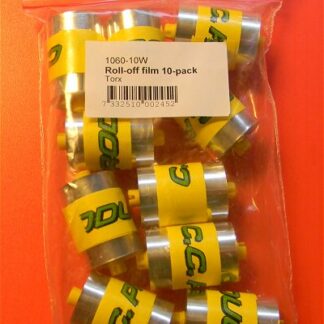 1060-10W
Roll-off film 10-pack
Torx
7 332510 002452
C.A
C.C.A